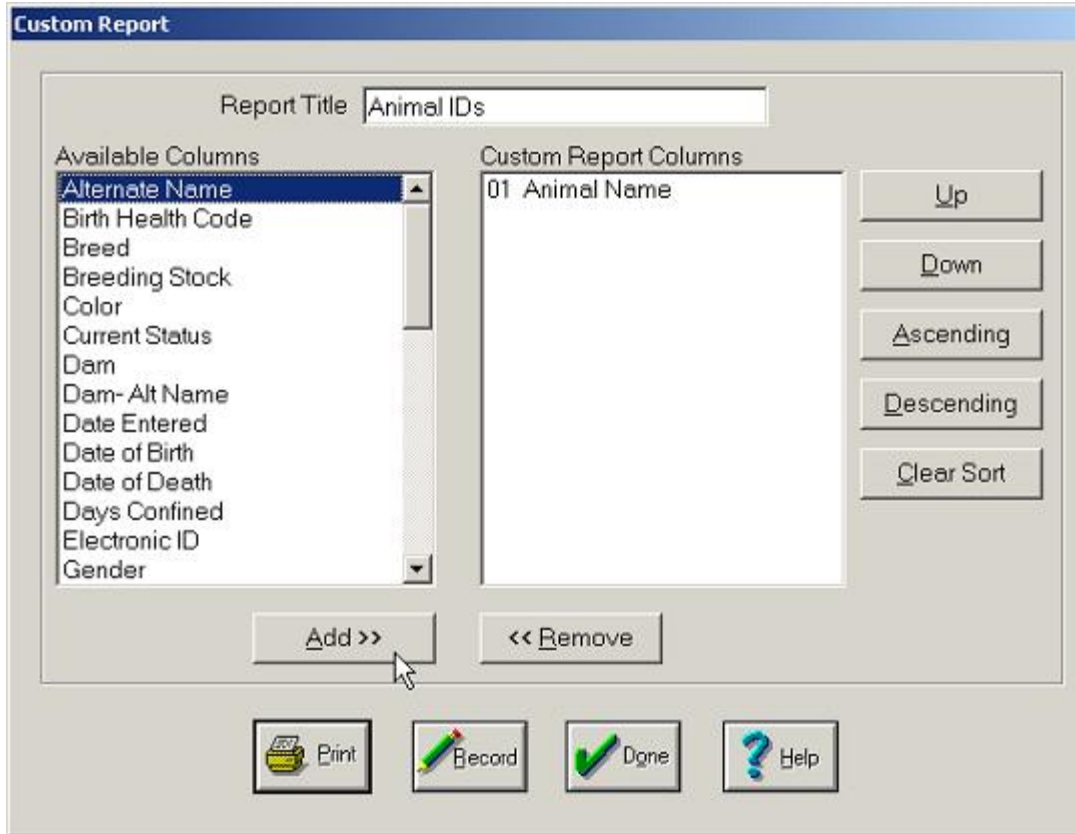 Custom Report
Report Title Animal IDs
Available Columns
Alternate Name
Birth Health Code
Breed
Breeding Stock
Color
Current Status
Dam
Dam- Alt Name
Date Entered
Date of Birth
Date of Death
Days Confined
Electronic ID
Gender
Custom Report Columns
01 Animal Name
Up
Down
Ascending
Descending
Clear Sort
Add >>
<< Remove
Print
Record
Done
Help